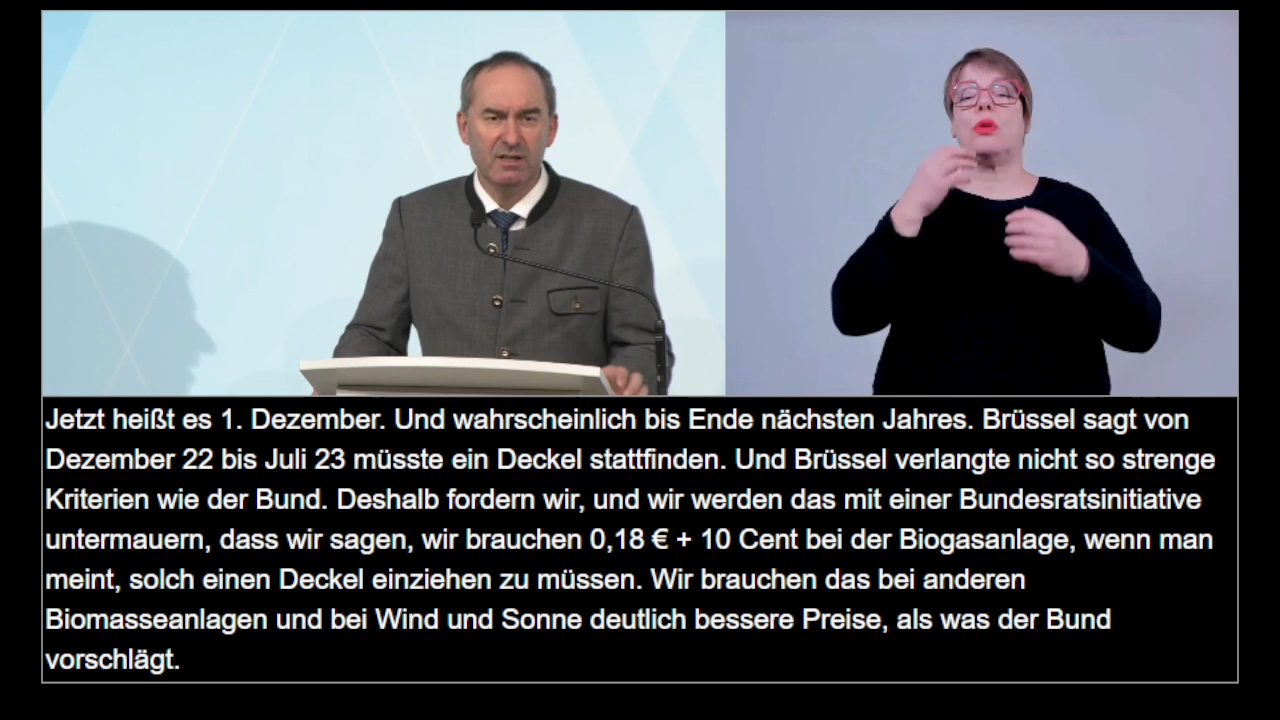 Jetzt heißt es 1. Dezember. Und wahrscheinlich bis Ende nächsten Jahres. Brüssel sagt von
Dezember 22 bis Juli 23 müsste ein Deckel stattfinden. Und Brüssel verlangte nicht so strenge
Kriterien wie der Bund. Deshalb fordern wir, und wir werden das mit einer Bundesratsinitiative
untermauern, dass wir sagen, wir brauchen 0,18 € + 10 Cent bei der Biogasanlage, wenn man
meint, solch einen Deckel einziehen zu müssen. Wir brauchen das bei anderen
Biomasseanlagen und bei Wind und Sonne deutlich bessere Preise, als was der Bund
vorschlägt.